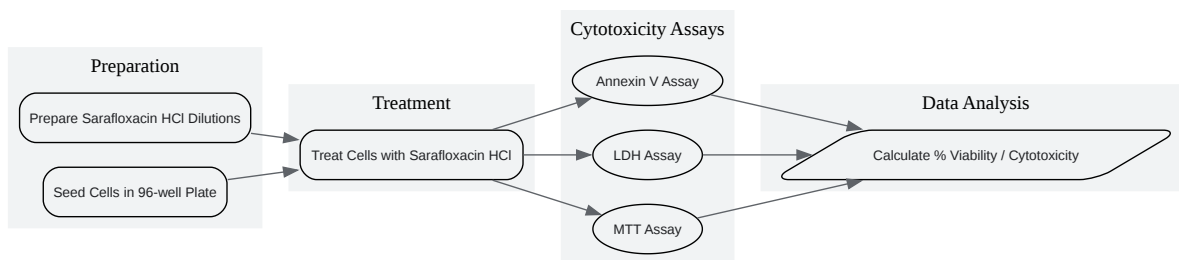 Preparation
Prepare Sarafloxacin HCl Dilutions
Seed Cells in 96-well Plate
Treatment
Treat Cells with Sarafloxacin HCl
Cytotoxicity Assays
Annexin V Assay
LDH Assay
MTT Assay
Data Analysis
Calculate % Viability / Cytotoxicity